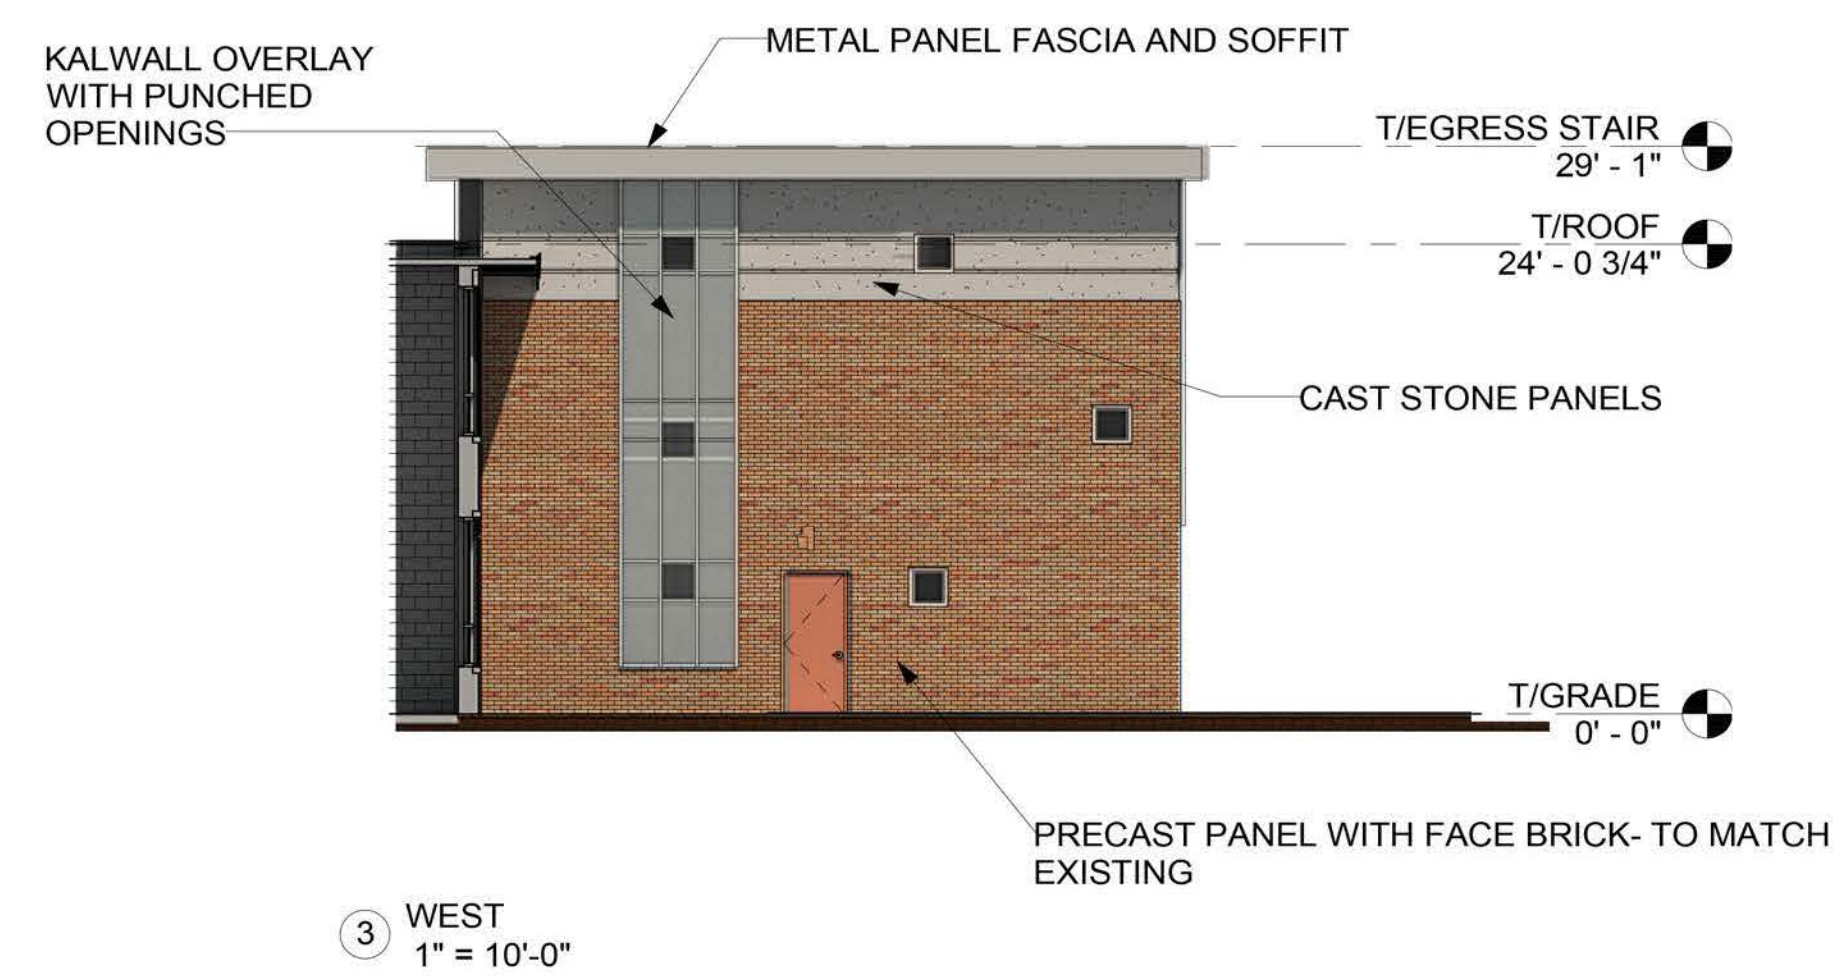 KALWALL OVERLAY
WITH PUNCHED
OPENINGS
METAL PANEL FASCIA AND SOFFIT
T/EGRESS STAIR
29' - 1"
T/ROOF
24' - 0 3/4"
CAST STONE PANELS
T/GRADE
0' - 0"
PRECAST PANEL WITH FACE BRICK- TO MATCH
EXISTING
3
WEST
1" = 10'-0"